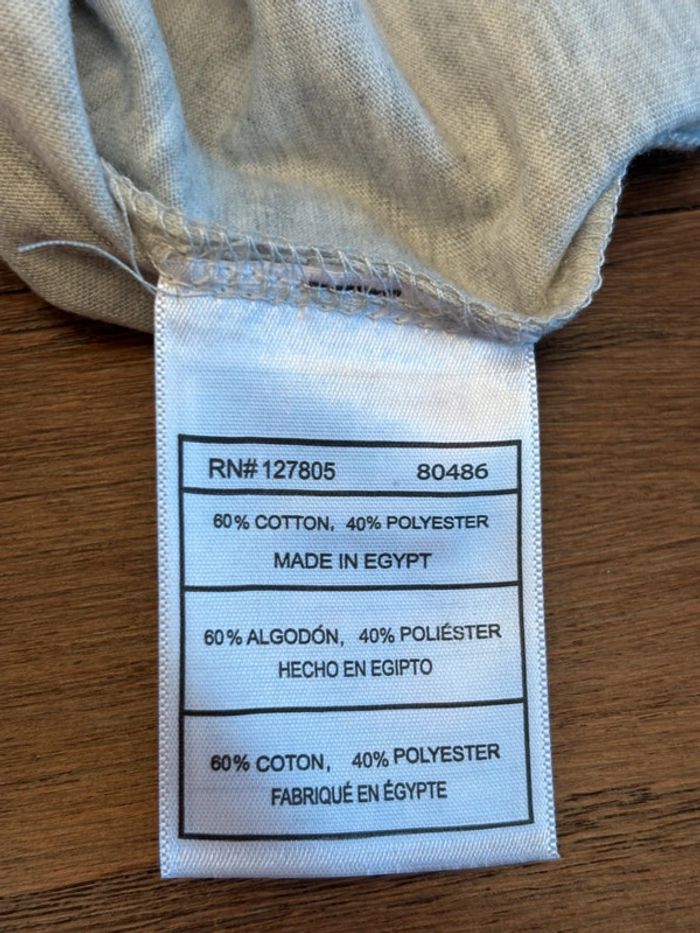 RN# 127805 80486
60% COTTON, 40% POLYESTER
MADE IN EGYPT
60% ALGODÓN, 40% POLIÉSTER
HECHO EN EGIPTO
60% COTON, 40% POLYESTER
FABRIQUÉ EN ÉGYPTE